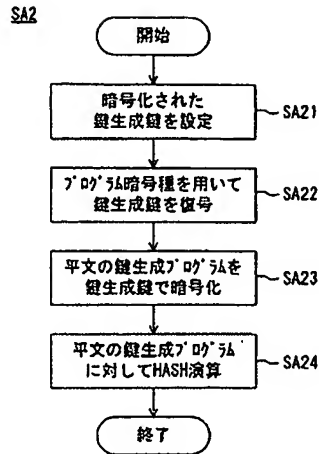 SA2
開始
暗号化された
鍵生成鍵を設定
SA21
ﾌﾟﾛｸﾞﾗﾑ暗号種を用いて
鍵生成鍵を復号
SA22
平文の鍵生成ﾌﾟﾛｸﾞﾗﾑを
鍵生成鍵で暗号化
SA23
平文の鍵生成ﾌﾟﾛｸﾞﾗﾑ
に対してHASH演算
SA24
終了